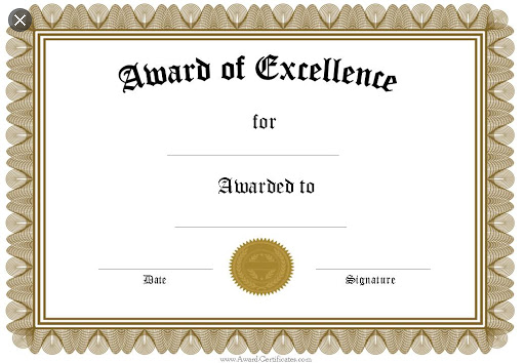 Award of Excellence
for
Awarded to
Date
Signature
www.Award-Certificates.com